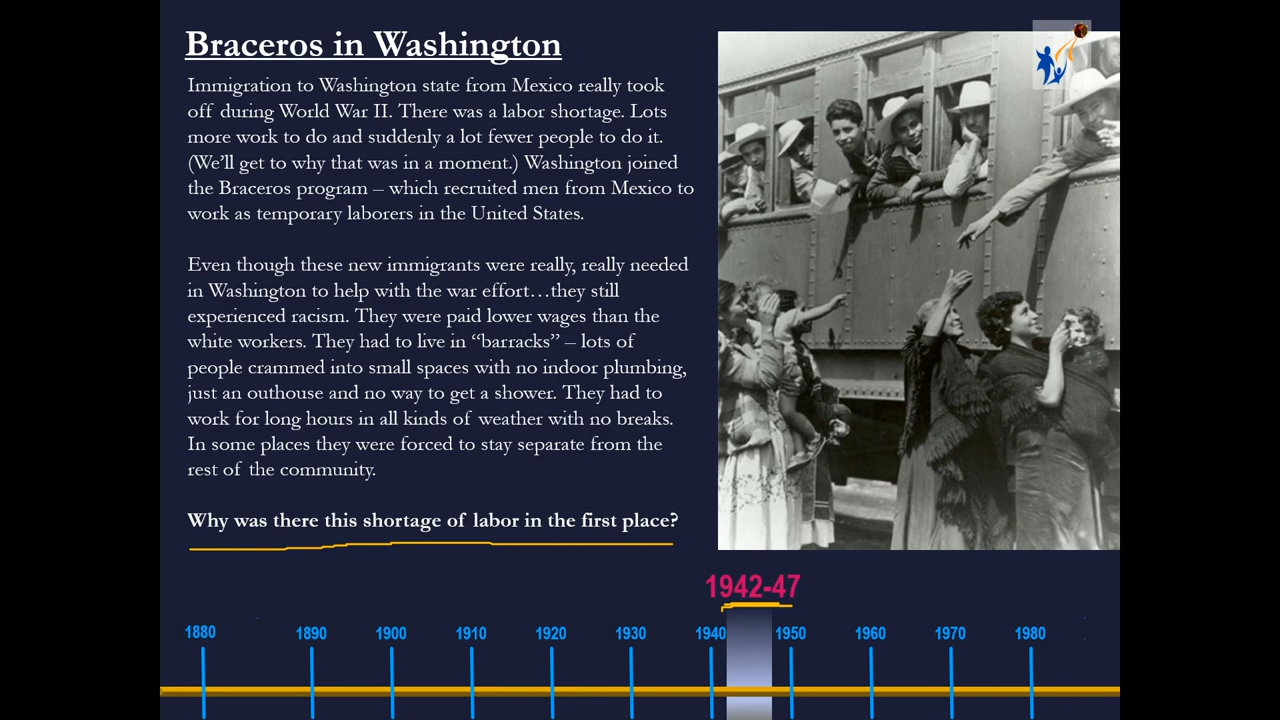 Braceros in Washington
Immigration to Washington state from Mexico really took
off during World War II. There was a labor shortage. Lots
more work to do and suddenly a lot fewer people to do it.
(We’ll get to why that was in a moment.) Washington joined
the Braceros program – which recruited men from Mexico to
work as temporary laborers in the United States.
Even though these new immigrants were really, really needed
in Washington to help with the war effort…they still
experienced racism. They were paid lower wages than the
white workers. They had to live in “barracks” – lots of
people crammed into small spaces with no indoor plumbing,
just an outhouse and no way to get a shower. They had to
work for long hours in all kinds of weather with no breaks.
In some places they were forced to stay separate from the
rest of the community.
Why was there this shortage of labor in the first place?
1942-47
1880 1890 1900 1910 1920 1930 1940 1950 1960 1970 1980